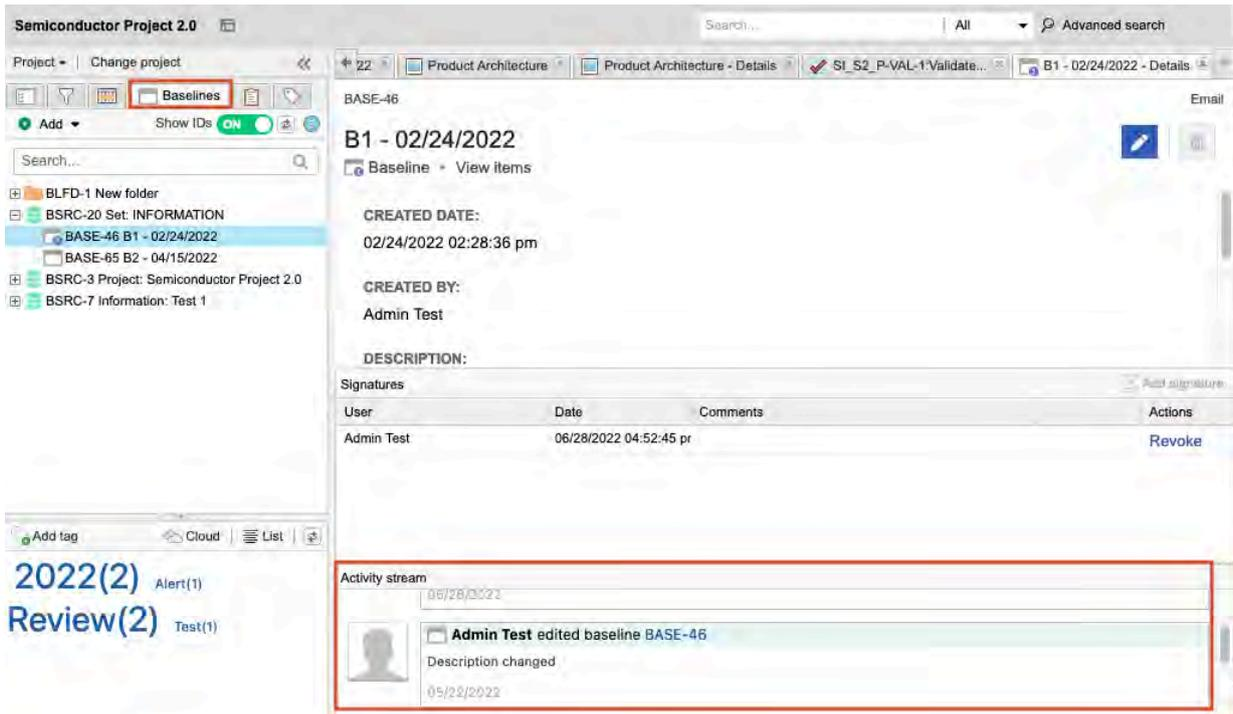 Semiconductor Project 2.0
Search...
All
Advanced search
Project
Change project
22
Product Architecture
Product Architecture - Details
SI_S2_P-VAL-1:Validate...
B1 - 02/24/2022 - Details
Baselines
Add
Show IDs
ON
Search...
BLFD-1 New folder
BSRC-20 Set: INFORMATION
BASE-46 B1 - 02/24/2022
BASE-65 B2 - 04/15/2022
BSRC-3 Project: Semiconductor Project 2.0
BSRC-7 Information: Test 1
Add tag
Cloud
List
2022(2) Alert(1)
Review(2) Test(1)
BASE-46
Email
B1 - 02/24/2022
Baseline
View items
CREATED DATE:
02/24/2022 02:28:36 pm
CREATED BY:
Admin Test
DESCRIPTION:
Signatures
Add signature
User Date Comments Actions
Admin Test 06/28/2022 04:52:45 pr Revoke
Activity stream
06/28/2022
Admin Test edited baseline BASE-46
Description changed
05/22/2022